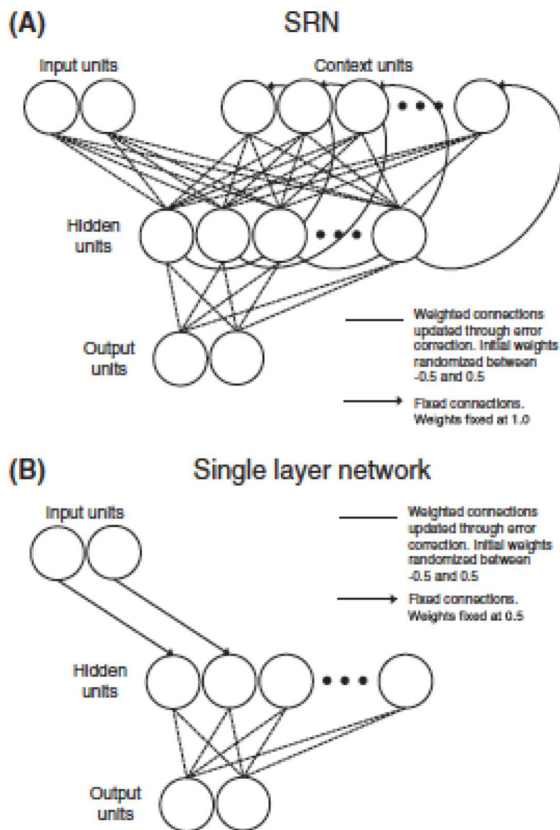 (A) SRN
Input units Context units
Hidden
units
Output
units
Weighted connections
updated through error
correction. Initial weights
randomized between
-0.5 and 0.5
Fixed connections.
Weights fixed at 1.0
(B) Single layer network
Input units
Weighted connections
updated through error
correction. Initial weights
randomized between
-0.5 and 0.5
Fixed connections.
Weights fixed at 0.5
Hidden
units
Output
units